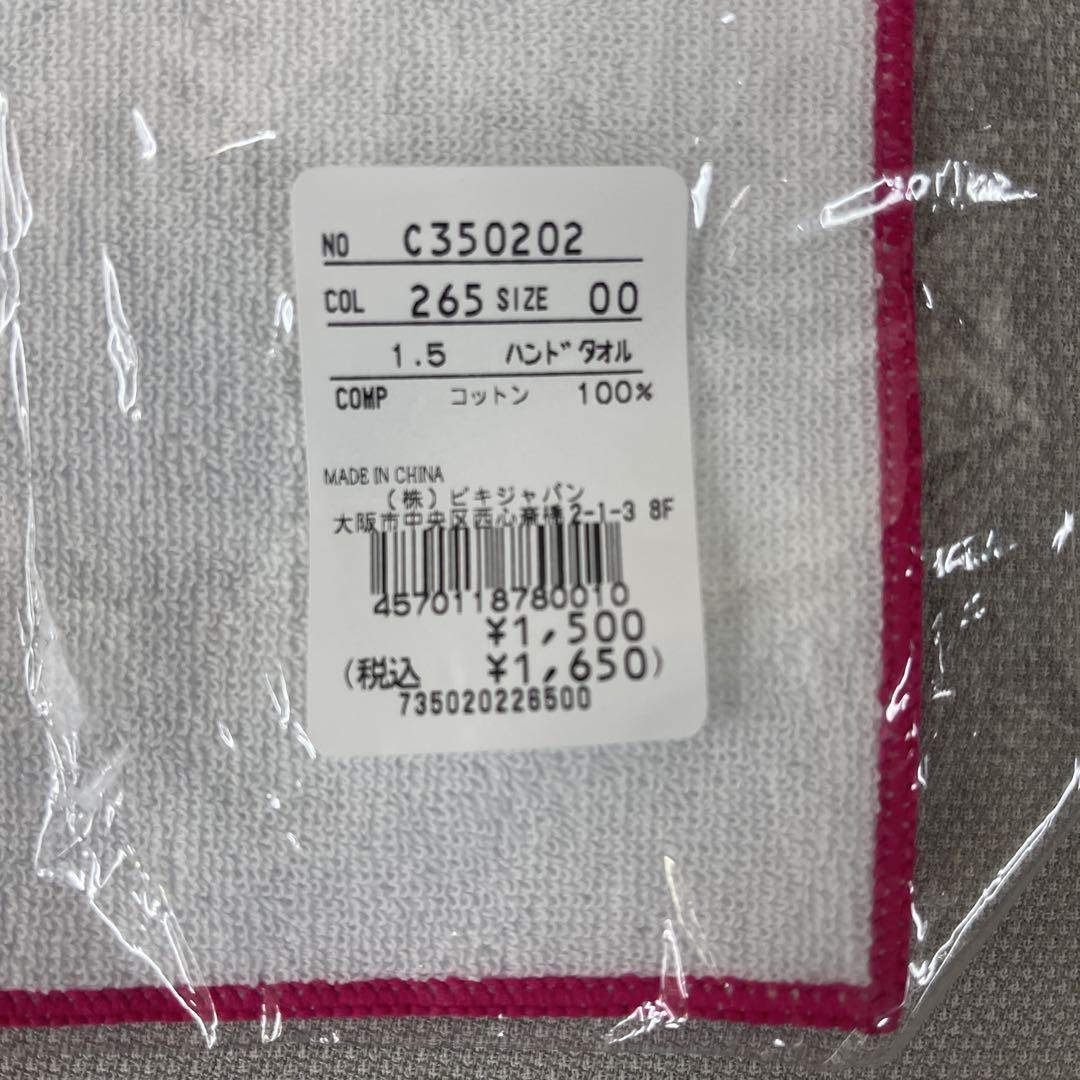 NO C350202
COL 265 SIZE 00
1.5 ハンドタオル
COMP コットン 100%
MADE IN CHINA
(株)ピキジャパン
大阪市中央区西心斎橋2-1-3 8F
4570118780010
¥1,500
(税込 ¥1,650)
735020226500